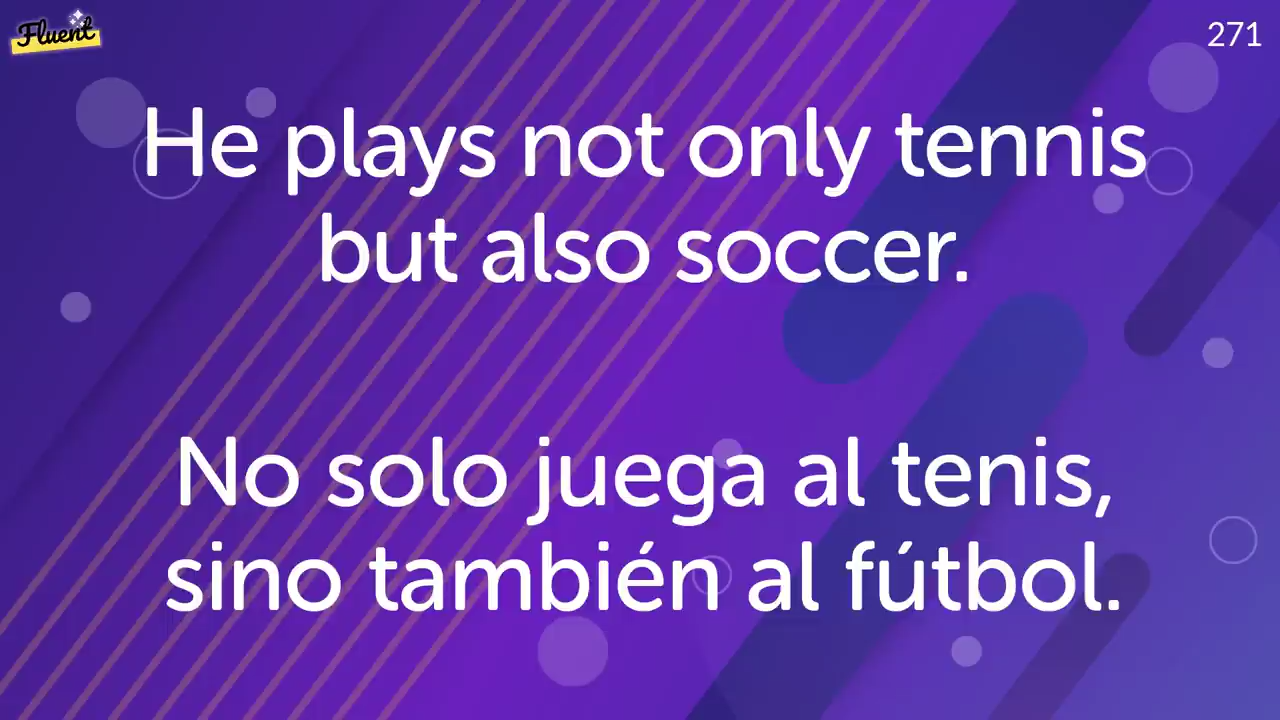 Fluent
271
He plays not only tennis
but also soccer.
No solo juega al tenis,
sino también al fútbol.